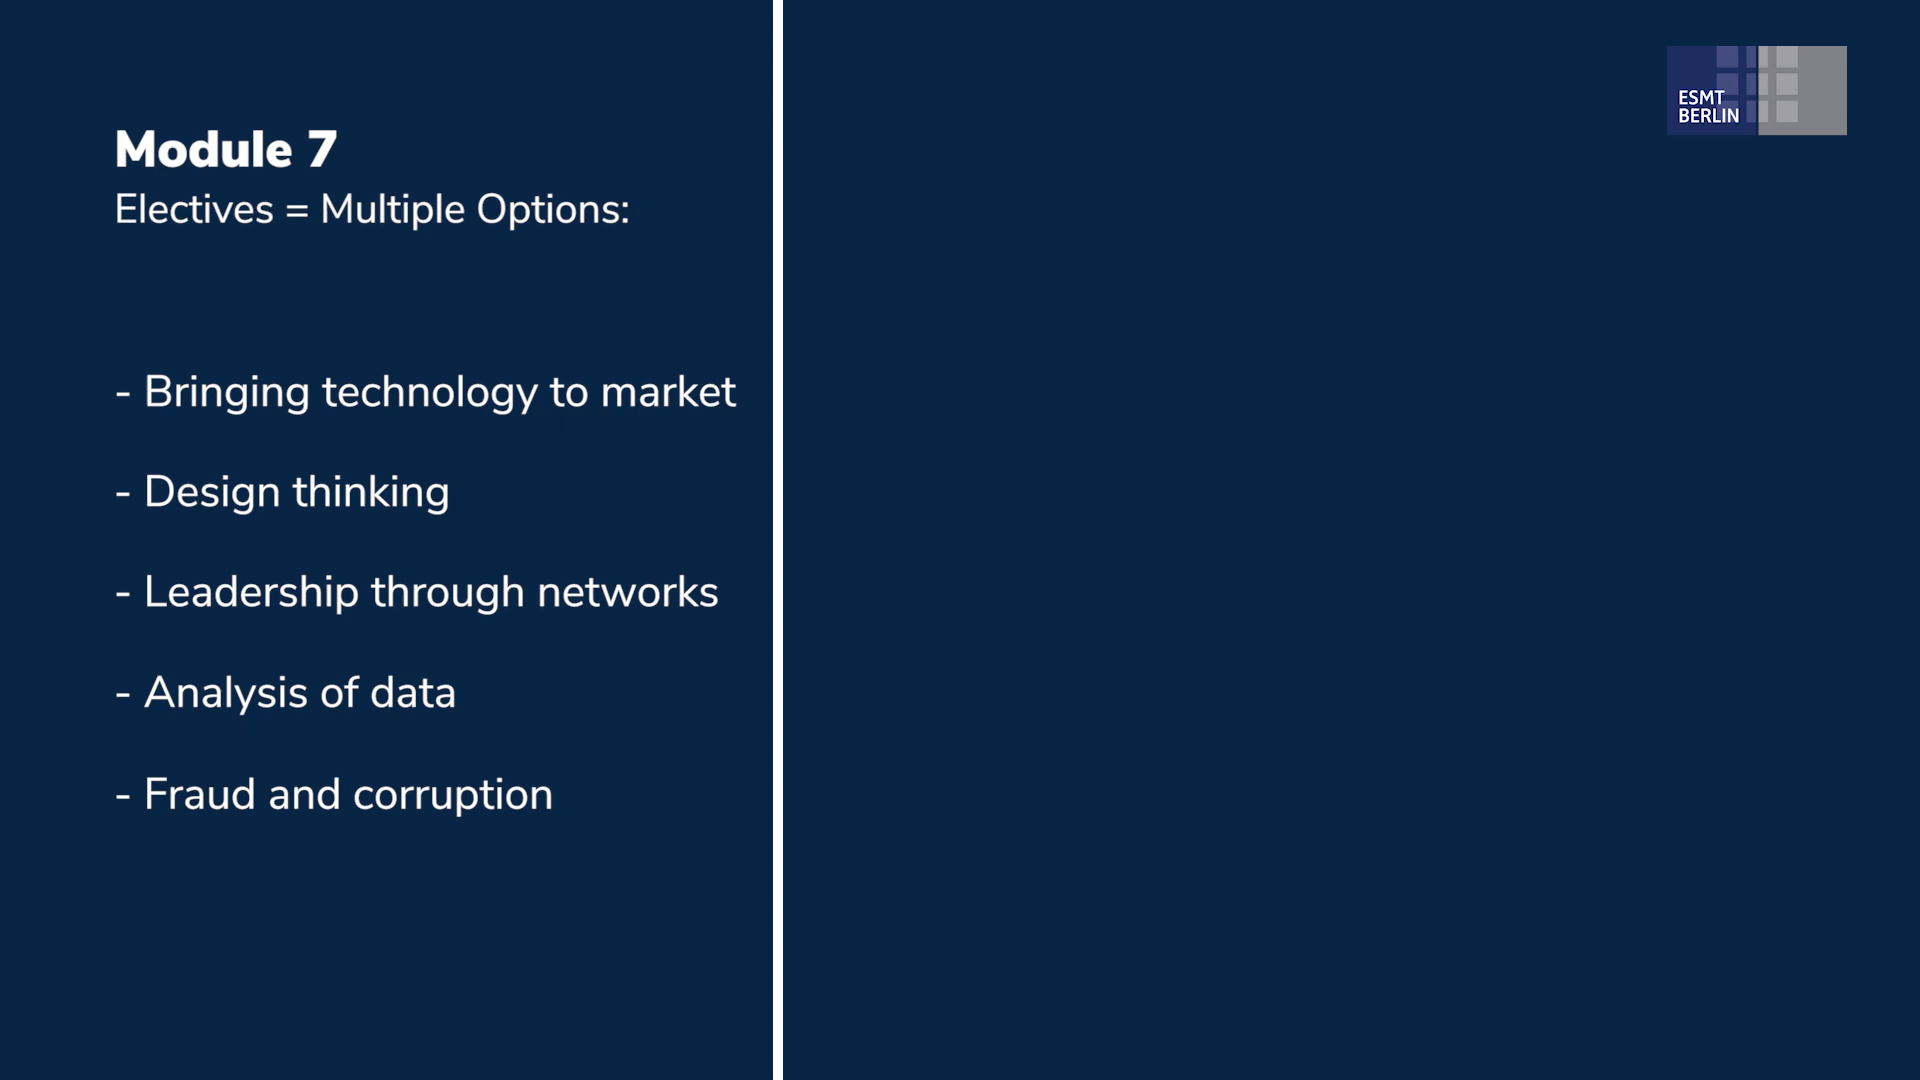 Module 7
Electives = Multiple Options:
- Bringing technology to market
- Design thinking
- Leadership through networks
- Analysis of data
- Fraud and corruption
ESMT
BERLIN